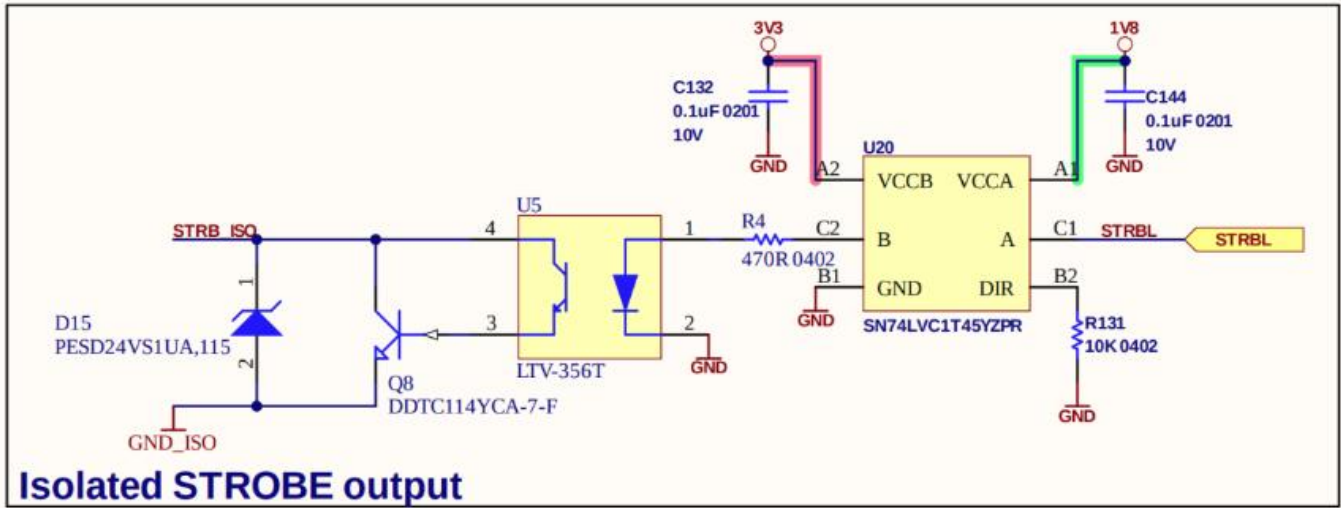 3V3
1V8
C132
0.1uF 0201
10V
C144
0.1uF 0201
10V
GND
GND
U20
A2
VCCB
VCCA
A1
U5
STRB_ISO
4
1
R4
470R 0402
C2
B
A
C1
STRBL
STRBL
1
B1
GND
DIR
B2
GND
SN74LVC1T45YZPR
D15
PESD24VS1UA,115
2
3
2
R131
10K 0402
LTV-356T
GND
Q8
DDTC114YCA-7-F
GND
GND_ISO
Isolated STROBE output